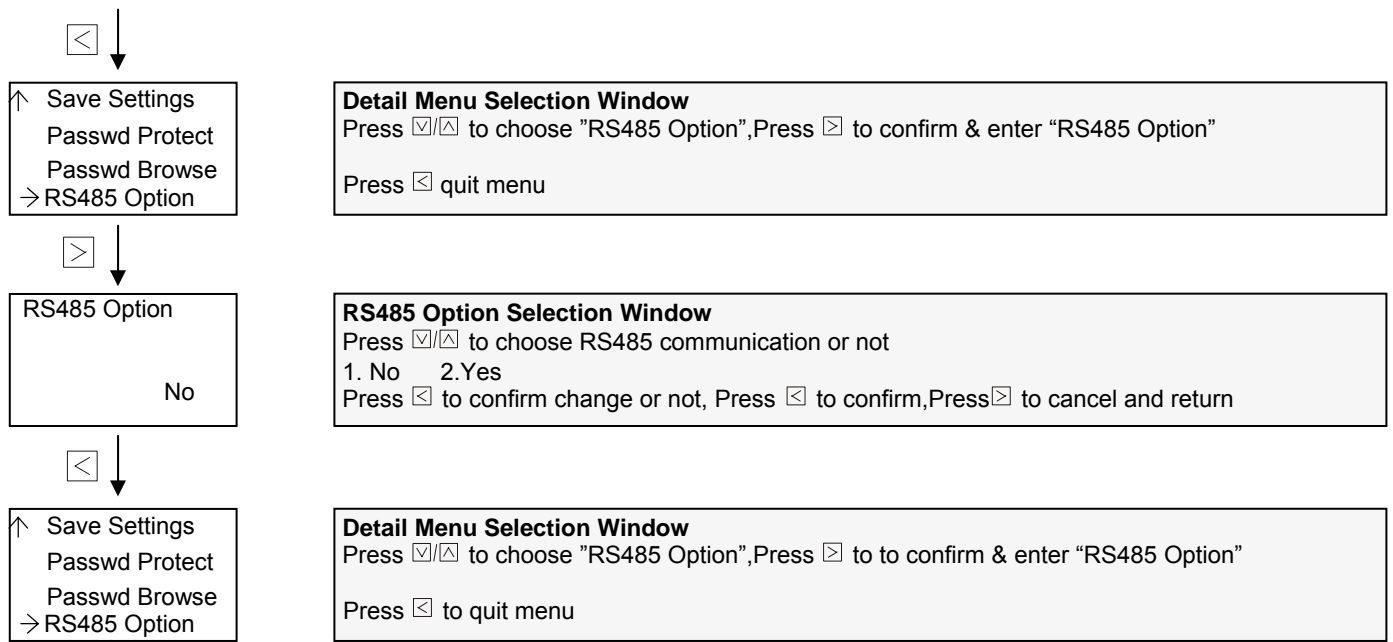 <
↑ Save Settings
Passwd Protect
Passwd Browse
→ RS485 Option
Detail Menu Selection Window
Press ∨/∧ to choose ”RS485 Option”,Press > to confirm & enter “RS485 Option”
Press < quit menu
>
RS485 Option
No
RS485 Option Selection Window
Press ∨/∧ to choose RS485 communication or not
1. No 2.Yes
Press < to confirm change or not, Press < to confirm,Press> to cancel and return
<
↑ Save Settings
Passwd Protect
Passwd Browse
→ RS485 Option
Detail Menu Selection Window
Press ∨/∧ to choose ”RS485 Option”,Press > to to confirm & enter “RS485 Option”
Press < to quit menu